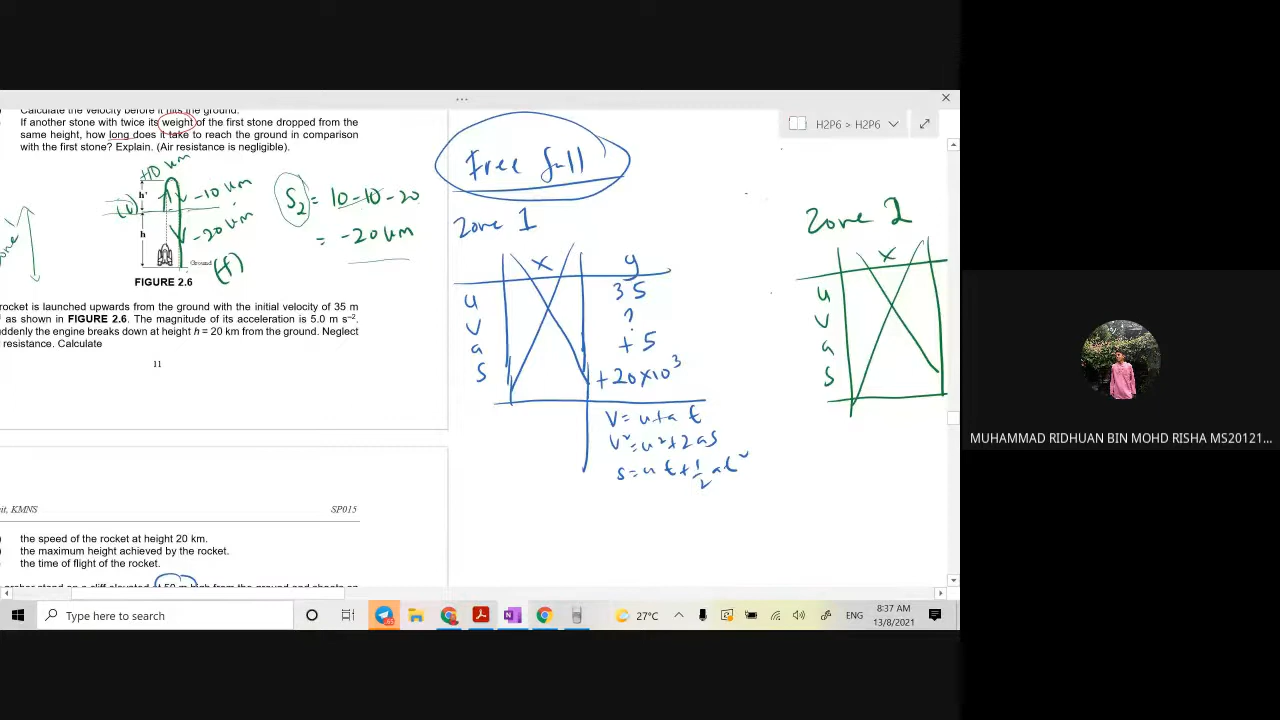 Calculate the velocity before it hits the ground.
If another stone with twice its weight of the first stone dropped from the
same height, how long does it take to reach the ground in comparison
with the first stone? Explain. (Air resistance is negligible).
+10 km
h'
-10 km
(i)
h
-20 km
Ground
(f)
zone 1
FIGURE 2.6
S₂ = 10-10-20
= -20 km
rocket is launched upwards from the ground with the initial velocity of 35 m
as shown in FIGURE 2.6. The magnitude of its acceleration is 5.0 m s⁻².
uddenly the engine breaks down at height h = 20 km from the ground. Neglect
resistance. Calculate
11
nit, KMNS SP015
the speed of the rocket at height 20 km.
the maximum height achieved by the rocket.
the time of flight of the rocket.
H2P6 > H2P6
Free fall
Zone 1
x y
u 35
v ?
a +5
s +20x10³
v = u+at
v² = u²+2as
s = ut+½at²
Zone 2
x
u
v
a
s
MUHAMMAD RIDHUAN BIN MOHD RISHA MS20121...
Type here to search
27°C
ENG
8:37 AM
13/8/2021